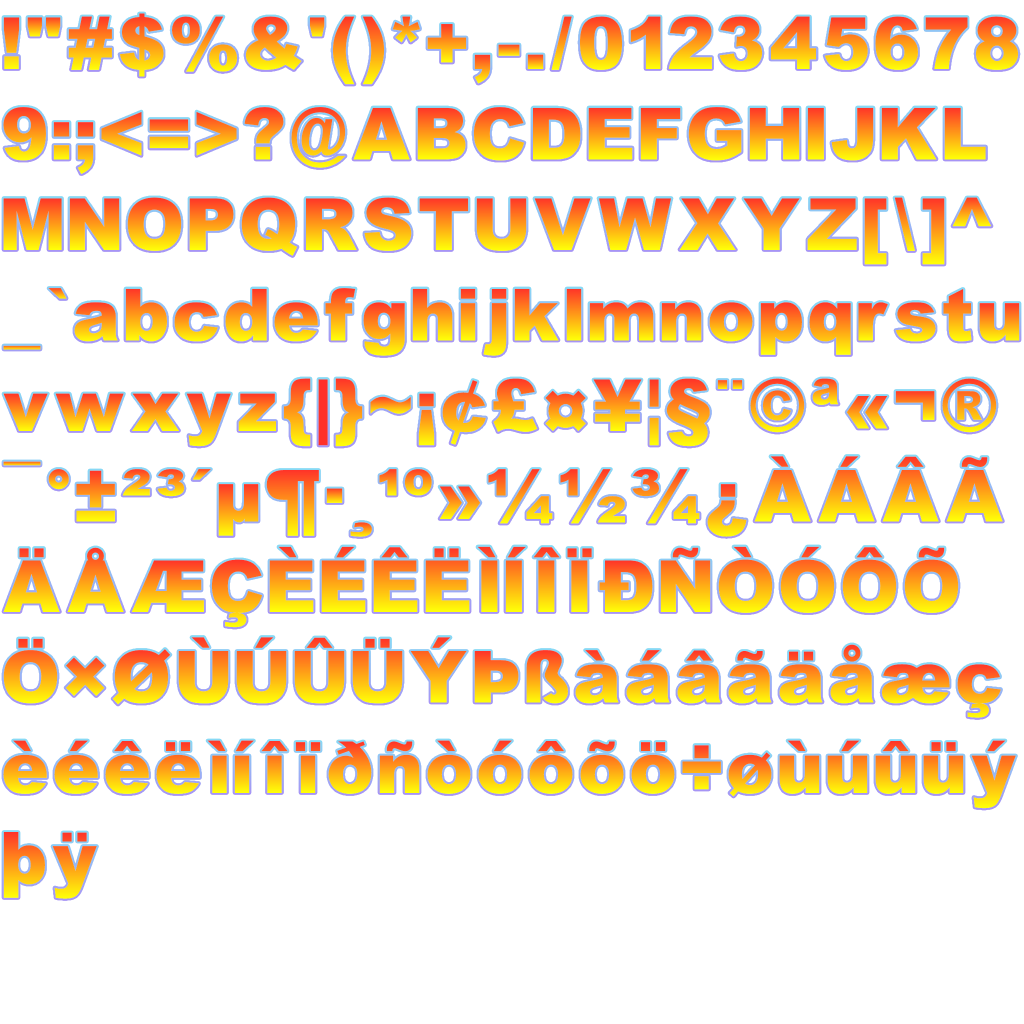 !"#$%&'()*+,-./012345678
9:;<=>?@ABCDEFGHIJKL
MNOPQRSTUVWXYZ[\]^
_`abcdefghijklmnopqrstu
vwxyz{|}~¡¢£¤¥¦§¨©ª«¬®
¯°±²³´µ¶·¸¹º»¼½¾¿ÀÁÂÃ
ÄÅÆÇÈÉÊËÌÍÎÏÐÑÒÓÔÕ
Ö×ØÙÚÛÜÝÞßàáâãäåæç
èéêëìíîïðñòóôõö÷øùúûüý
þÿ